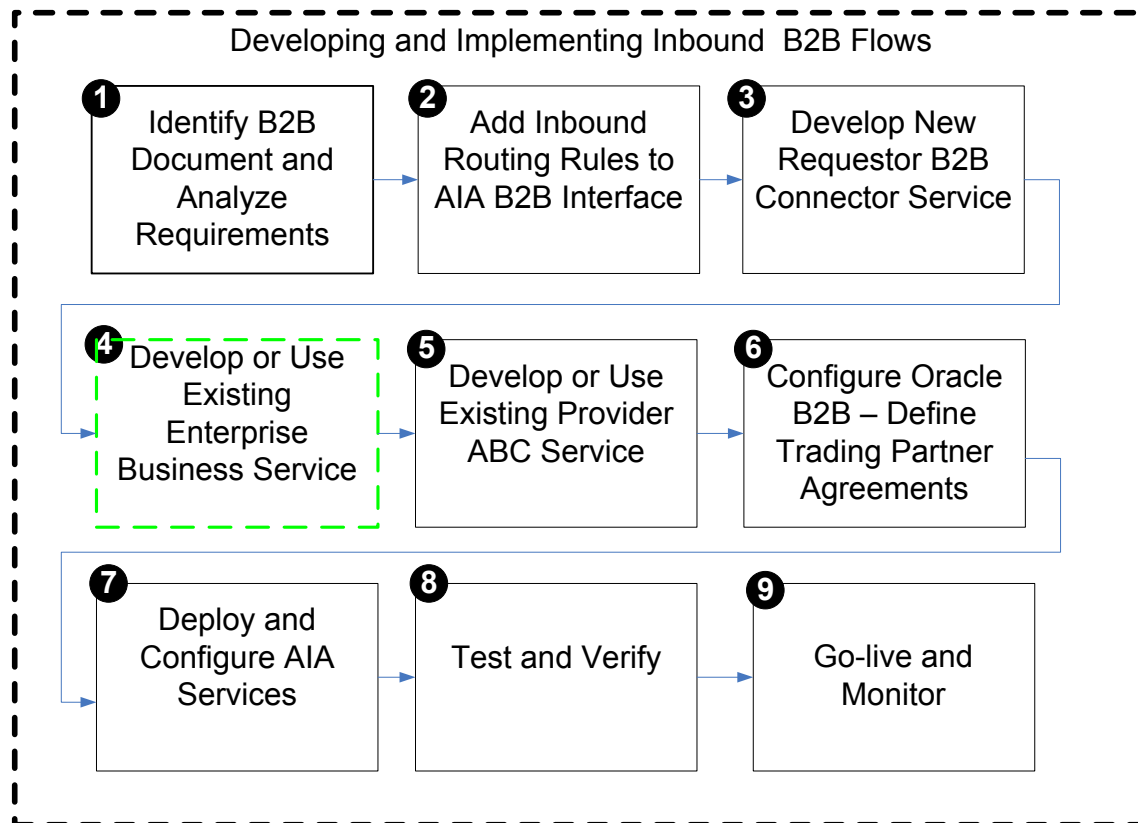 Developing and Implementing Inbound B2B Flows
1
Identify B2B
Document and
Analyze
Requirements
2
Add Inbound
Routing Rules to
AIA B2B Interface
3
Develop New
Requestor B2B
Connector Service
4
Develop or Use
Existing
Enterprise
Business Service
5
Develop or Use
Existing Provider
ABC Service
6
Configure Oracle
B2B – Define
Trading Partner
Agreements
7
Deploy and
Configure AIA
Services
8
Test and Verify
9
Go-live and
Monitor